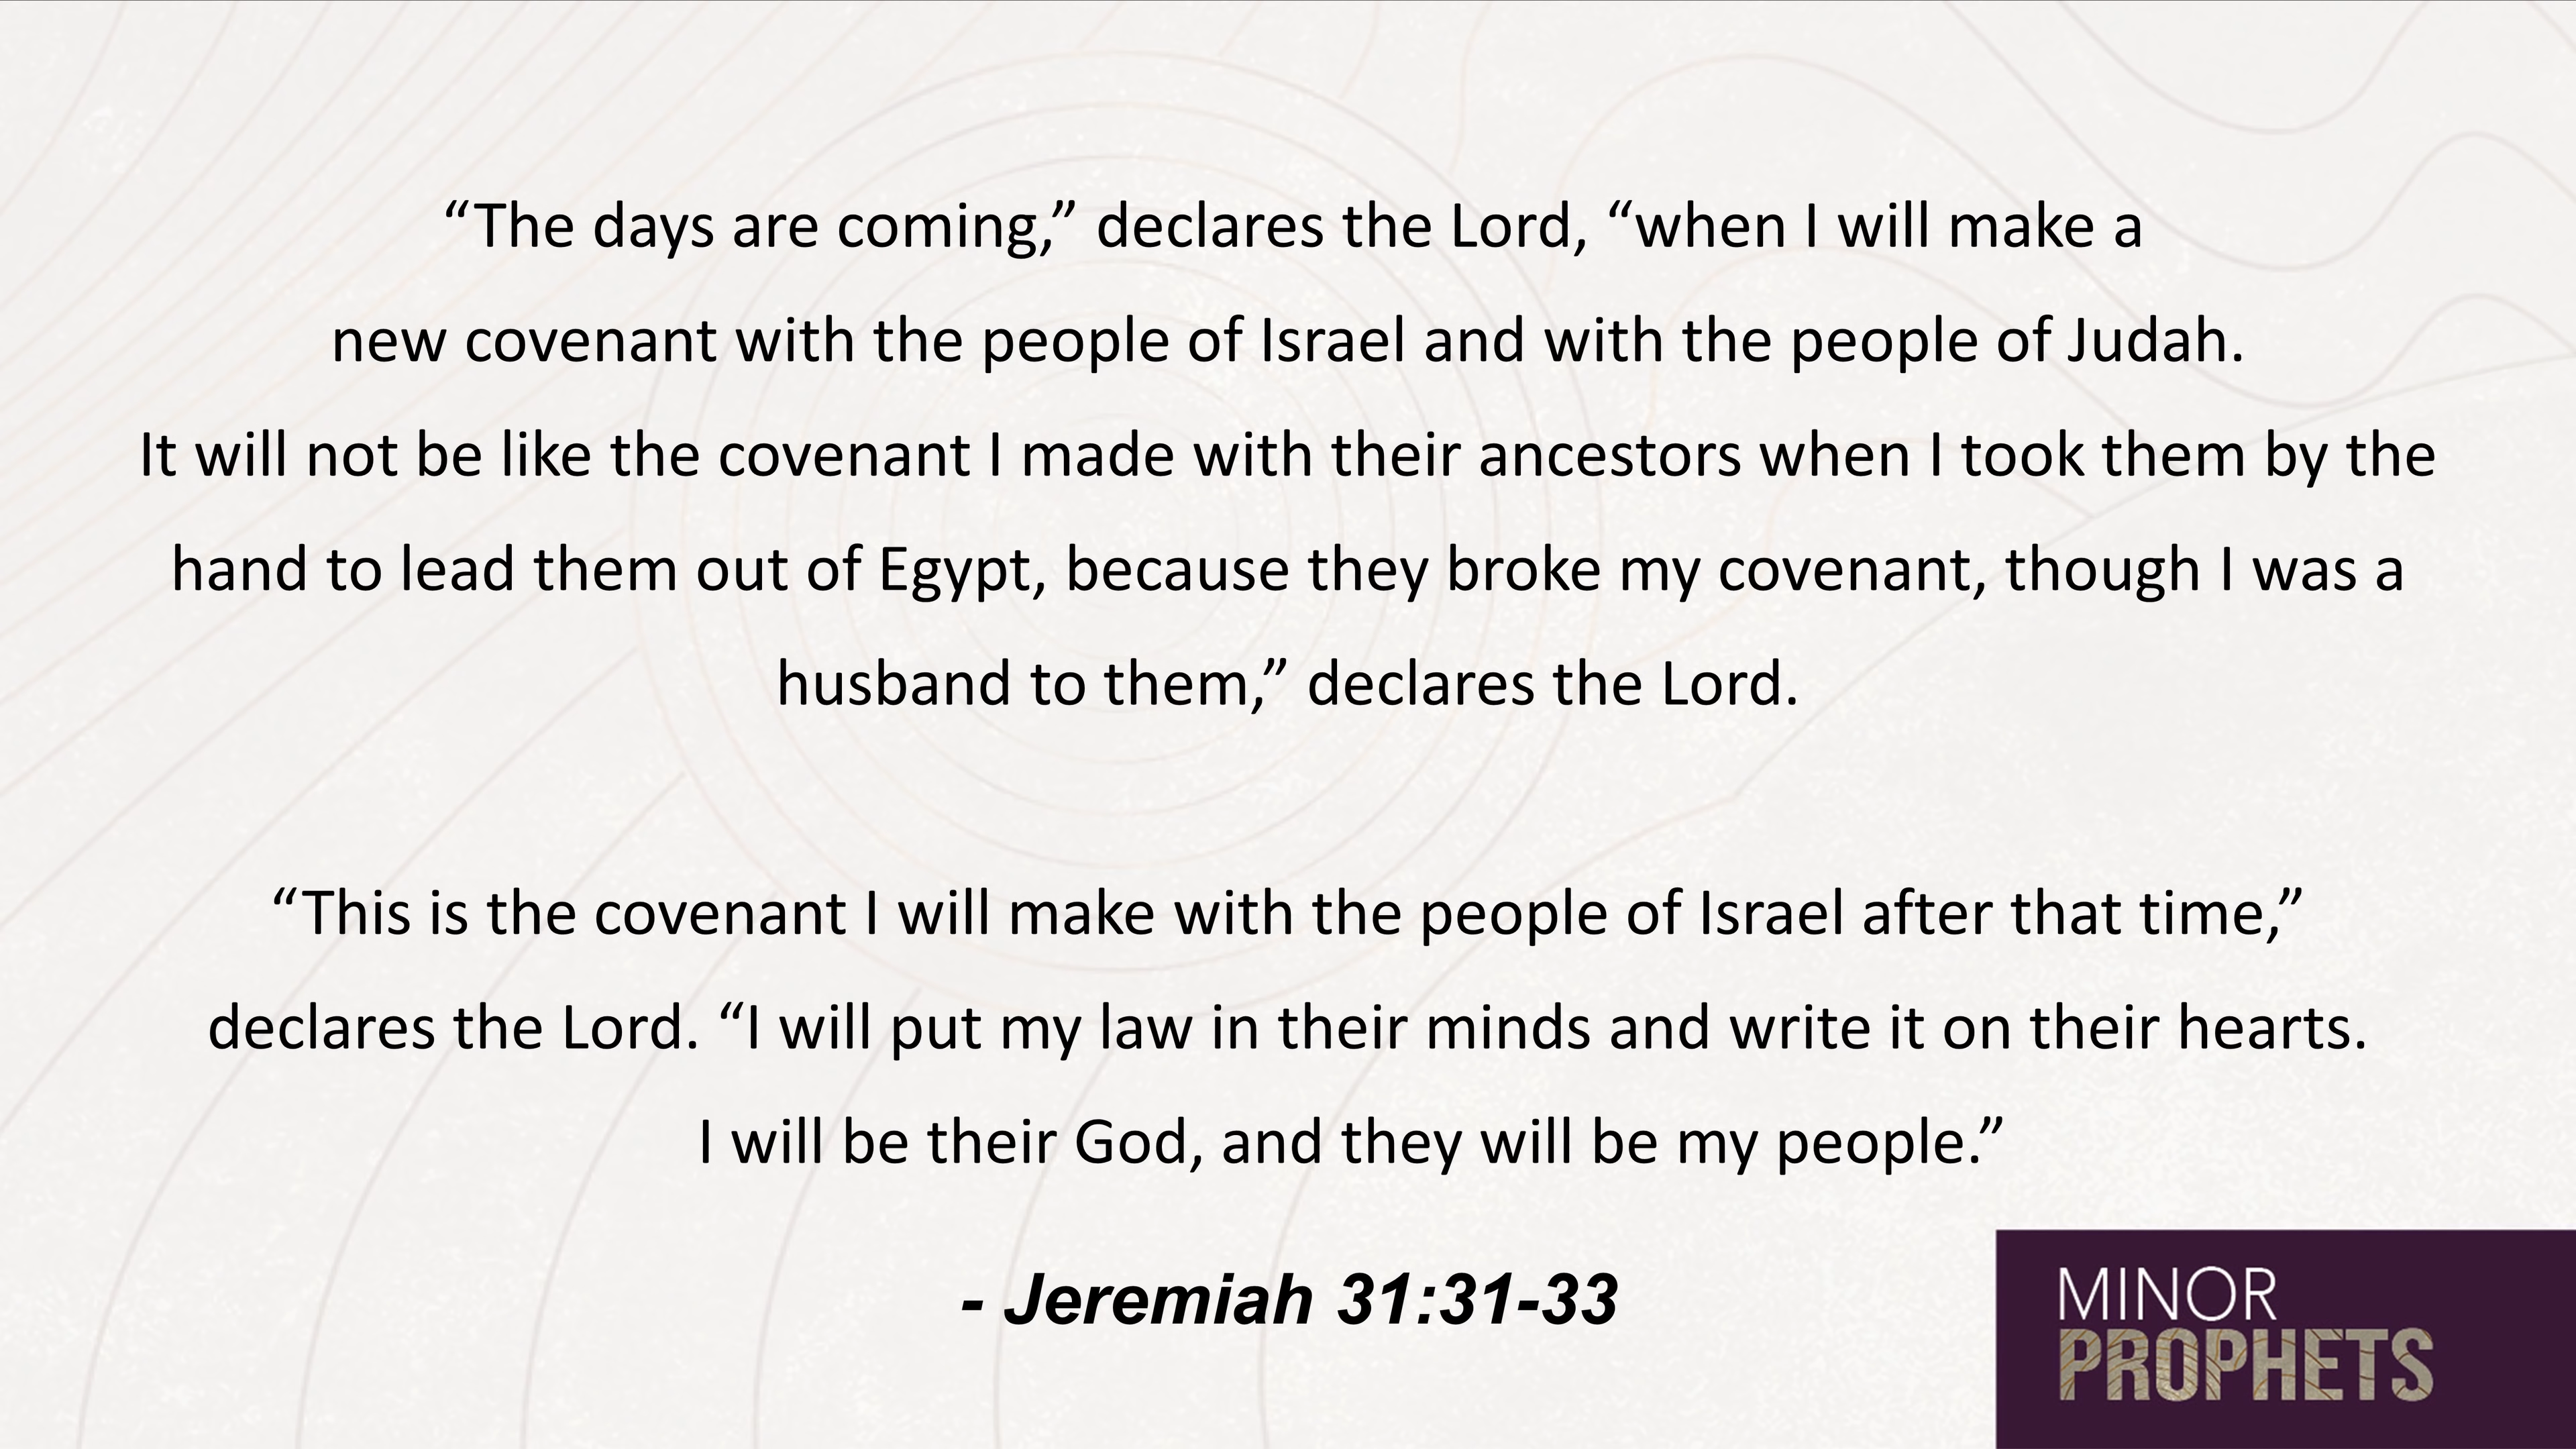 “The days are coming,” declares the Lord, “when I will make a
new covenant with the people of Israel and with the people of Judah.
It will not be like the covenant I made with their ancestors when I took them by the
hand to lead them out of Egypt, because they broke my covenant, though I was a
husband to them,” declares the Lord.
“This is the covenant I will make with the people of Israel after that time,”
declares the Lord. “I will put my law in their minds and write it on their hearts.
I will be their God, and they will be my people.”
- Jeremiah 31:31-33
MINOR
PROPHETS